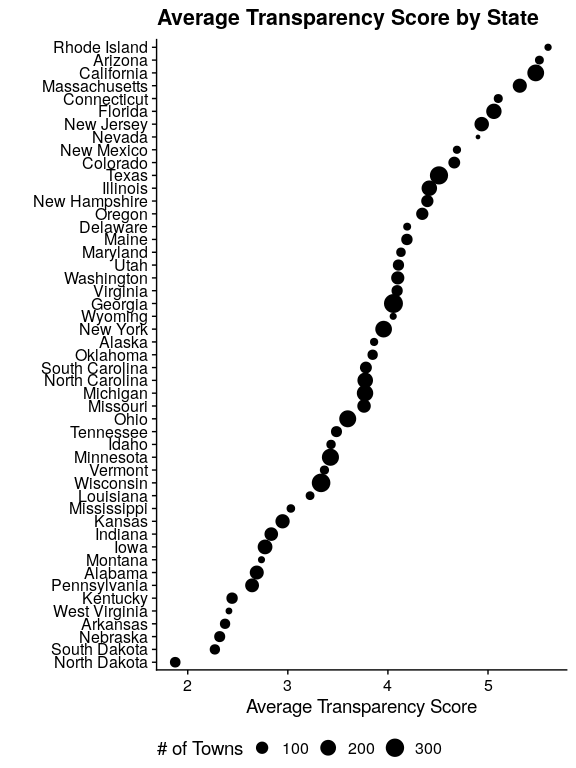 Average Transparency Score by State
Rhode Island
Arizona
California
Massachusetts
Connecticut
Florida
New Jersey
Nevada
New Mexico
Colorado
Texas
Illinois
New Hampshire
Oregon
Delaware
Maine
Maryland
Utah
Washington
Virginia
Georgia
Wyoming
New York
Alaska
Oklahoma
South Carolina
North Carolina
Michigan
Missouri
Ohio
Tennessee
Idaho
Minnesota
Vermont
Wisconsin
Louisiana
Mississippi
Kansas
Indiana
Iowa
Montana
Alabama
Pennsylvania
Kentucky
West Virginia
Arkansas
Nebraska
South Dakota
North Dakota
2 3 4 5
Average Transparency Score
# of Towns 100 200 300